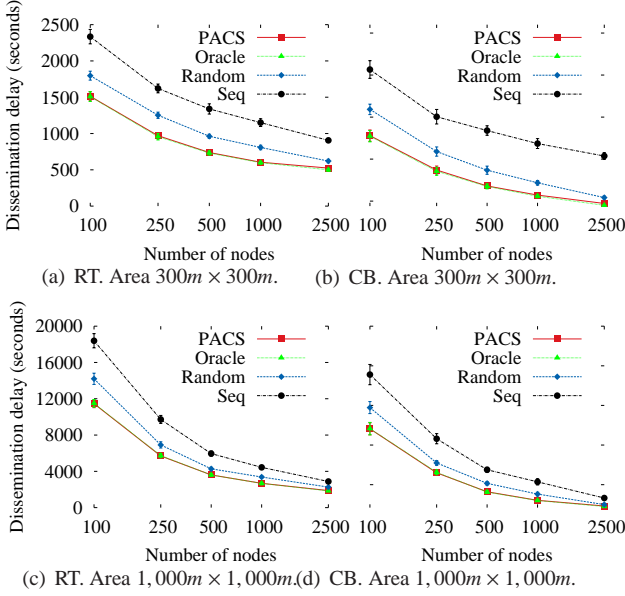 Dissemination delay (seconds)
2500
2000
1500
1000
500
0
PACS
Oracle
Random
Seq
100 250 500 1000 2500
Number of nodes
PACS
Oracle
Random
Seq
100 250 500 1000 2500
Number of nodes
(a) RT. Area 300m × 300m.
(b) CB. Area 300m × 300m.
Dissemination delay (seconds)
20000
16000
12000
8000
4000
0
PACS
Oracle
Random
Seq
100 250 500 1000 2500
Number of nodes
PACS
Oracle
Random
Seq
100 250 500 1000 2500
Number of nodes
(c) RT. Area 1,000m × 1,000m.
(d) CB. Area 1,000m × 1,000m.